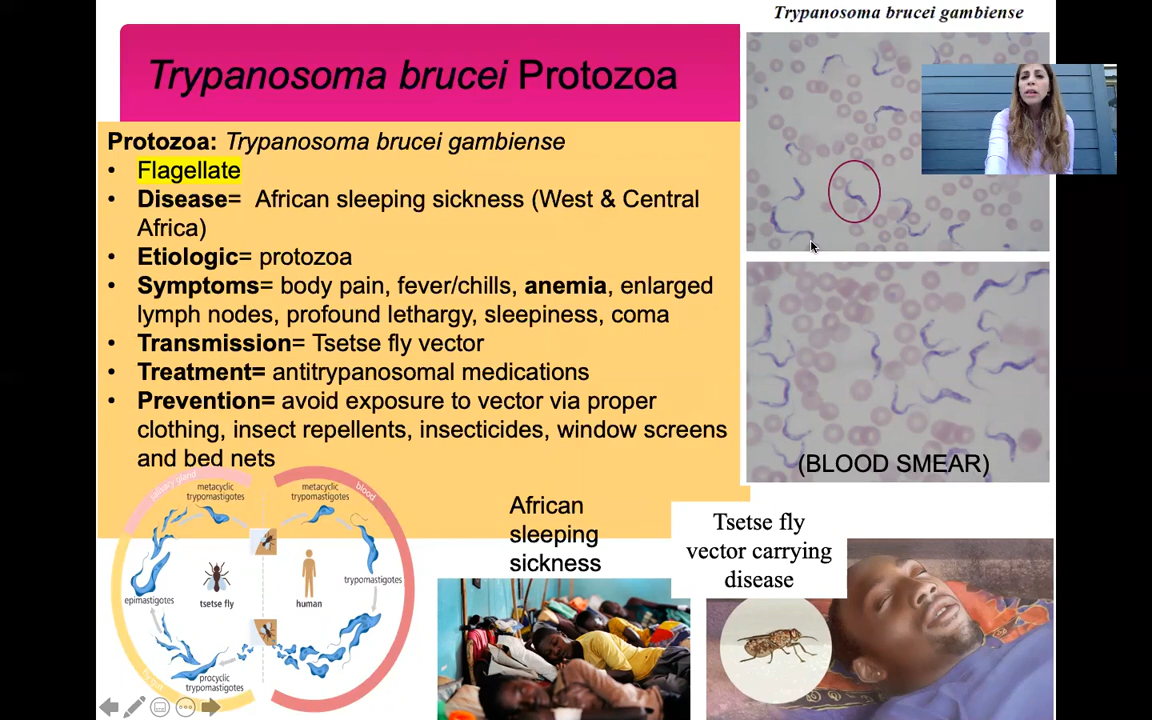 Trypanosoma brucei gambiense
Trypanosoma brucei Protozoa
Protozoa: Trypanosoma brucei gambiense
• Flagellate
• Disease= African sleeping sickness (West & Central
Africa)
• Etiologic= protozoa
• Symptoms= body pain, fever/chills, anemia, enlarged
lymph nodes, profound lethargy, sleepiness, coma
• Transmission= Tsetse fly vector
• Treatment= antitrypanosomal medications
• Prevention= avoid exposure to vector via proper
clothing, insect repellents, insecticides, window screens
and bed nets
(BLOOD SMEAR)
salivary gland
metacyclic
trypomastigotes
metacyclic
trypomastigotes
blood
trypomastigotes
epimastigotes
tsetse fly
human
procyclic
trypomastigotes
African
sleeping
sickness
Tsetse fly
vector carrying
disease